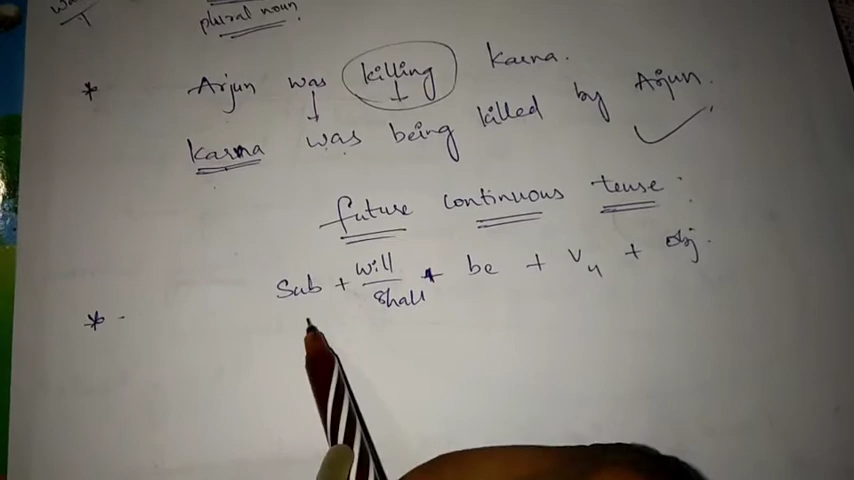 plural noun.
* Arjun was killing Karna.
Karna was being killed by Arjun.
future continuous tense :
* . Sub + will/shall + be + V4 + obj.